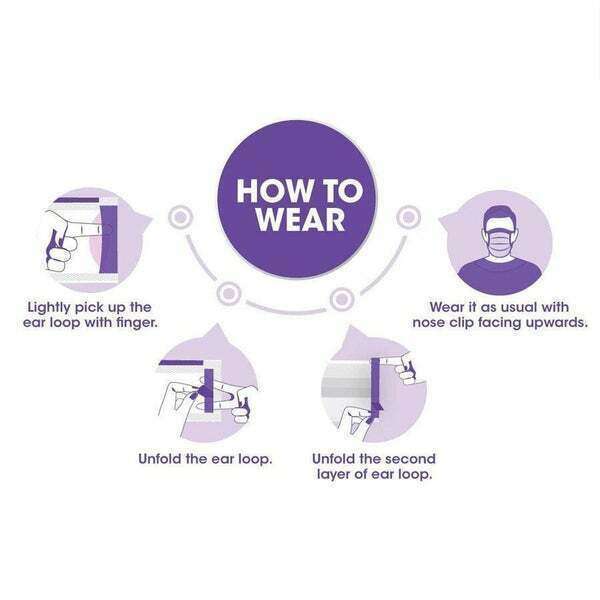 HOW TO
WEAR
Lightly pick up the
ear loop with finger.
Unfold the ear loop.
Unfold the second
layer of ear loop.
Wear it as usual with
nose clip facing upwards.